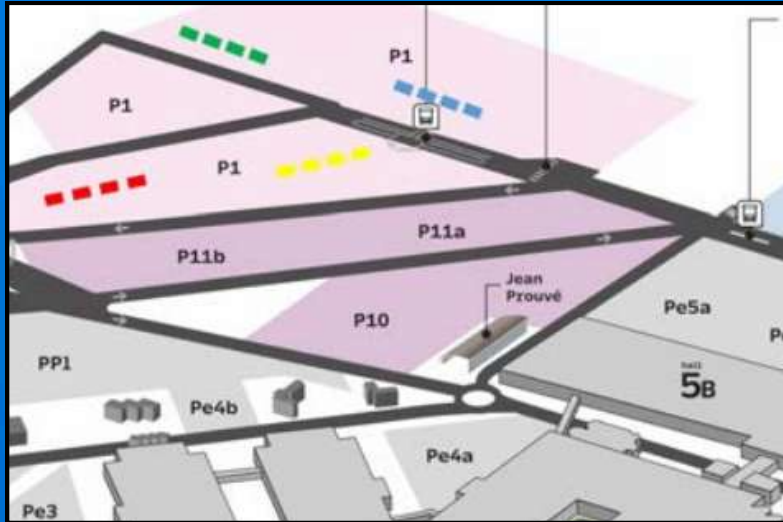 P1
P1
P1
P11a
P11b
Jean
Prouvé
P10
Pe5a
PP1
hall
5B
Pe4b
Pe4a
Pe3